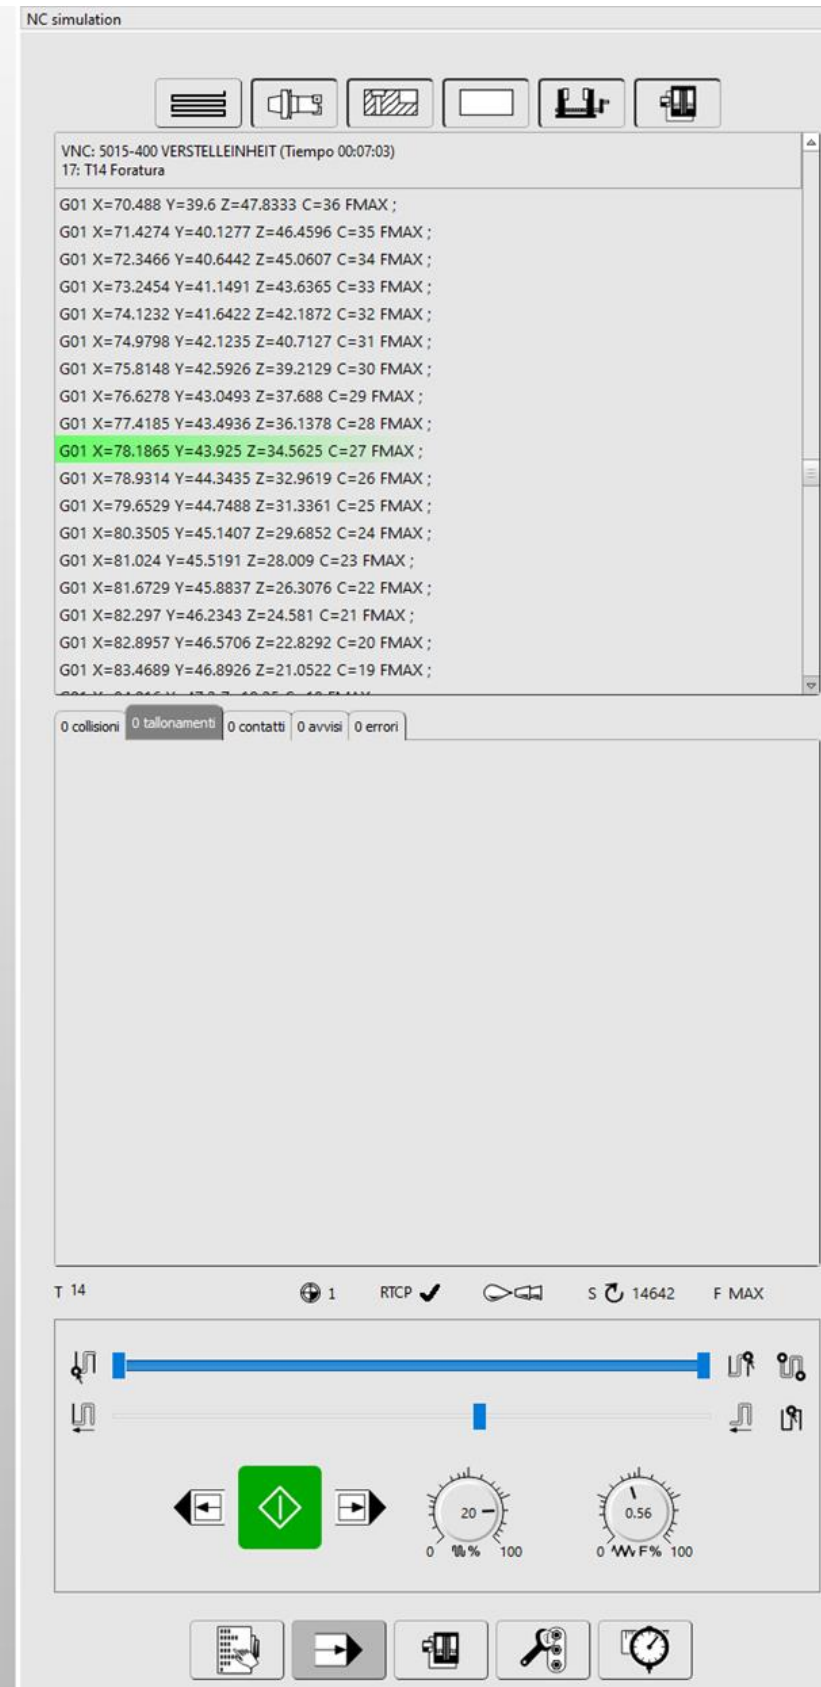 NC simulation
VNC: 5015-400 VERSTELLEINHEIT (Tiempo 00:07:03)
17: T14 Foratura
G01 X=70.488 Y=39.6 Z=47.8333 C=36 FMAX ;
G01 X=71.4274 Y=40.1277 Z=46.4596 C=35 FMAX ;
G01 X=72.3466 Y=40.6442 Z=45.0607 C=34 FMAX ;
G01 X=73.2454 Y=41.1491 Z=43.6365 C=33 FMAX ;
G01 X=74.1232 Y=41.6422 Z=42.1872 C=32 FMAX ;
G01 X=74.9798 Y=42.1235 Z=40.7127 C=31 FMAX ;
G01 X=75.8148 Y=42.5926 Z=39.2129 C=30 FMAX ;
G01 X=76.6278 Y=43.0493 Z=37.688 C=29 FMAX ;
G01 X=77.4185 Y=43.4936 Z=36.1378 C=28 FMAX ;
G01 X=78.1865 Y=43.925 Z=34.5625 C=27 FMAX ;
G01 X=78.9314 Y=44.3435 Z=32.9619 C=26 FMAX ;
G01 X=79.6529 Y=44.7488 Z=31.3361 C=25 FMAX ;
G01 X=80.3505 Y=45.1407 Z=29.6852 C=24 FMAX ;
G01 X=81.024 Y=45.5191 Z=28.009 C=23 FMAX ;
G01 X=81.6729 Y=45.8837 Z=26.3076 C=22 FMAX ;
G01 X=82.297 Y=46.2343 Z=24.581 C=21 FMAX ;
G01 X=82.8957 Y=46.5706 Z=22.8292 C=20 FMAX ;
G01 X=83.4689 Y=46.8926 Z=21.0522 C=19 FMAX ;
0 collisioni 0 tallonamenti 0 contatti 0 avvisi 0 errori
T 14 1 RTCP S 14642 F MAX
20 0.56
0 % 100 0 F% 100